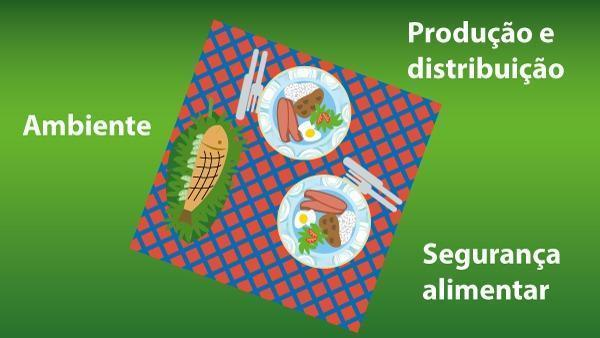 Produção e
distribuição
Ambiente
Segurança
alimentar